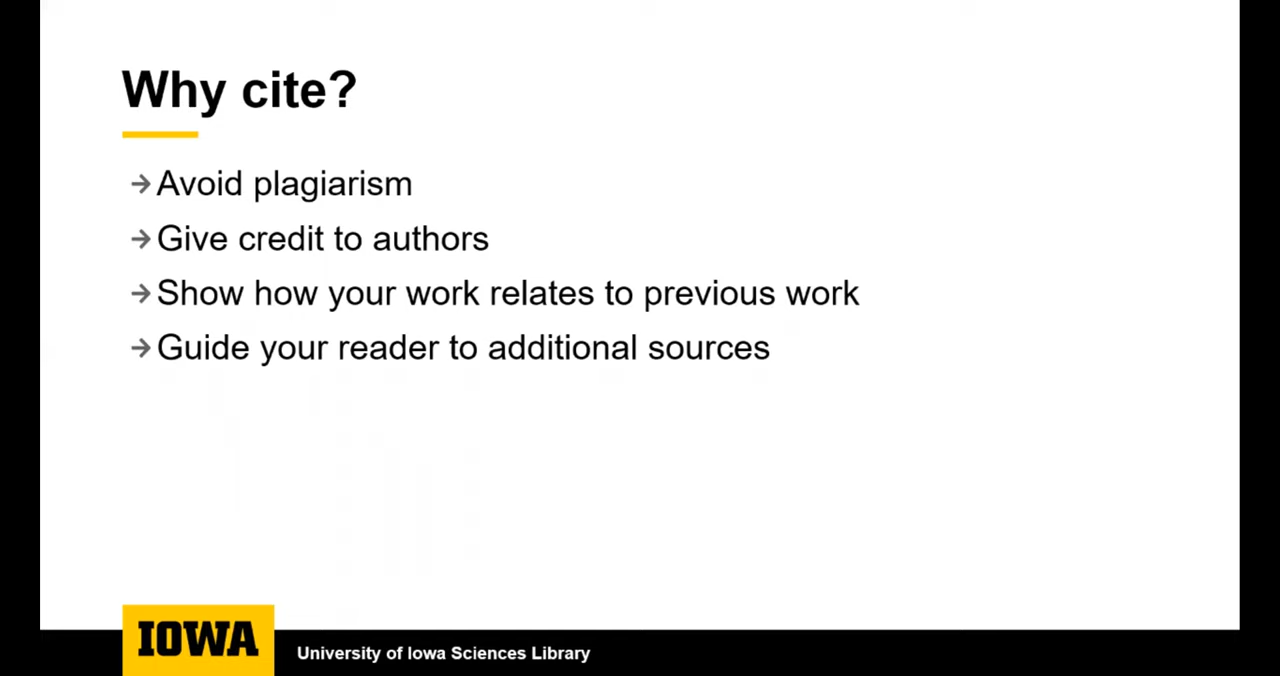 Why cite?
→Avoid plagiarism
→Give credit to authors
→Show how your work relates to previous work
→Guide your reader to additional sources
IOWA
University of Iowa Sciences Library